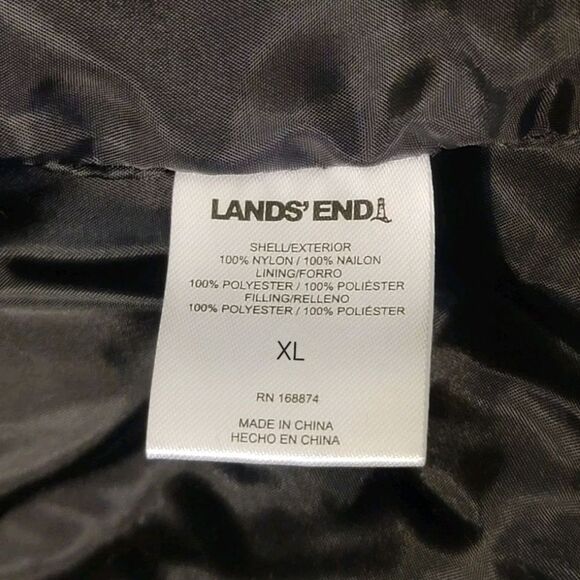 LANDS' END
SHELL/EXTERIOR
100% NYLON / 100% NAILON
LINING/FORRO
100% POLYESTER / 100% POLIÉSTER
FILLING/RELLENO
100% POLYESTER / 100% POLIÉSTER
XL
RN 168874
MADE IN CHINA
HECHO EN CHINA